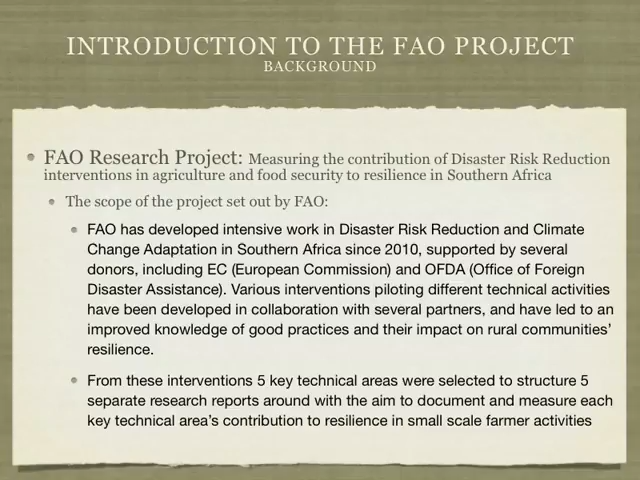 INTRODUCTION TO THE FAO PROJECT
BACKGROUND
FAO Research Project: Measuring the contribution of Disaster Risk Reduction
interventions in agriculture and food security to resilience in Southern Africa
The scope of the project set out by FAO:
FAO has developed intensive work in Disaster Risk Reduction and Climate
Change Adaptation in Southern Africa since 2010, supported by several
donors, including EC (European Commission) and OFDA (Office of Foreign
Disaster Assistance). Various interventions piloting different technical activities
have been developed in collaboration with several partners, and have led to an
improved knowledge of good practices and their impact on rural communities’
resilience.
From these interventions 5 key technical areas were selected to structure 5
separate research reports around with the aim to document and measure each
key technical area’s contribution to resilience in small scale farmer activities